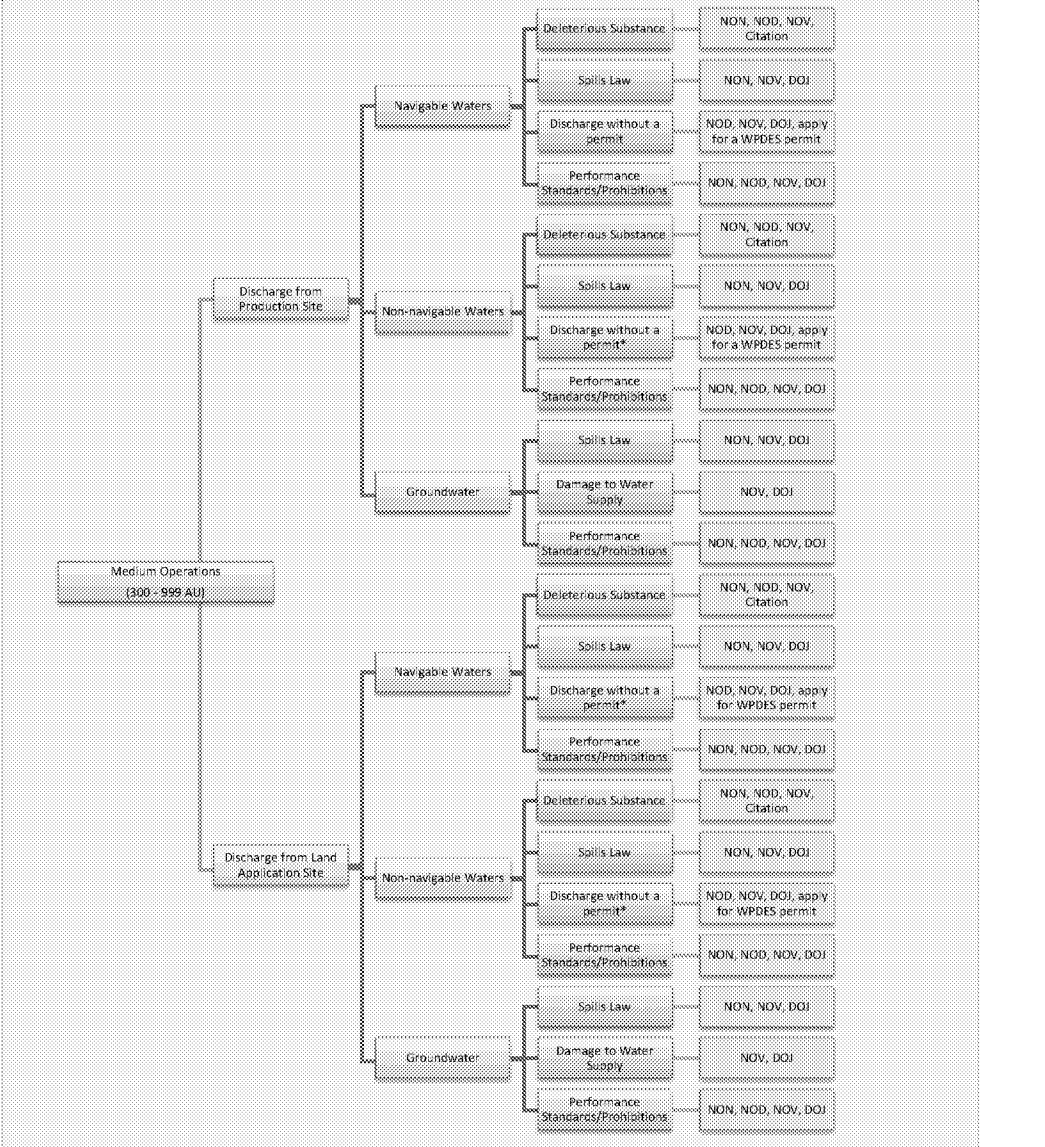 Deleterious Substance
NON, NOD, NOV,
Citation
Spills Law
NON, NOV, DOJ
Navigable Waters
Discharge without a
permit
NOD, NOV, DOJ, apply
for a WPDES permit
Performance
Standards/Prohibitions
NON, NOD, NOV, DOJ
Deleterious Substance
NON, NOD, NOV,
Citation
Discharge from
Production Site
Spills Law
NON, NOV, DOJ
Non-navigable Waters
Discharge without a
permit*
NOD, NOV, DOJ, apply
for a WPDES permit
Performance
Standards/Prohibitions
NON, NOD, NOV, DOJ
Spills Law
NON, NOV, DOJ
Groundwater
Damage to Water
Supply
NOV, DOJ
Performance
Standards/Prohibitions
NON, NOD, NOV, DOJ
Medium Operations
(300 - 999 AU)
Deleterious Substance
NON, NOD, NOV,
Citation
Spills Law
NON, NOV, DOJ
Navigable Waters
Discharge without a
permit*
NOD, NOV, DOJ, apply
for WPDES permit
Performance
Standards/Prohibitions
NON, NOD, NOV, DOJ
Deleterious Substance
NON, NOD, NOV,
Citation
Discharge from Land
Application Site
Spills Law
NON, NOV, DOJ
Non-navigable Waters
Discharge without a
permit*
NOD, NOV, DOJ, apply
for WPDES permit
Performance
Standards/Prohibitions
NON, NOD, NOV, DOJ
Spills Law
NON, NOV, DOJ
Groundwater
Damage to Water
Supply
NOV, DOJ
Performance
Standards/Prohibitions
NON, NOD, NOV, DOJ